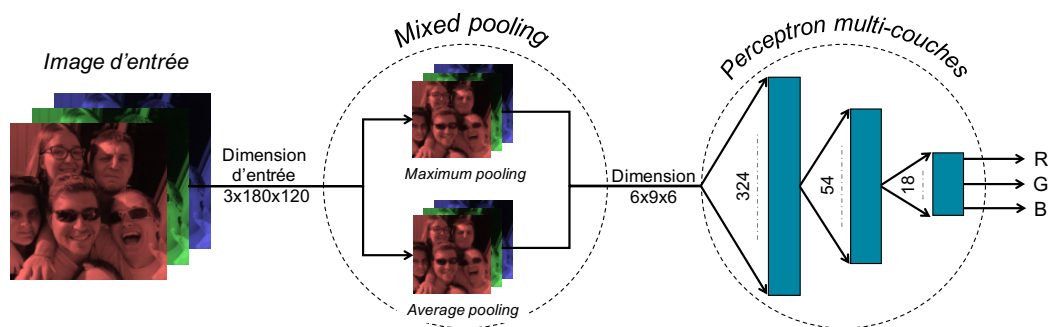 Image d'entrée
Dimension
d'entrée
3x180x120
Mixed pooling
Maximum pooling
Average pooling
Dimension
6x9x6
Perceptron multi-couches
324
54
18
R
G
B